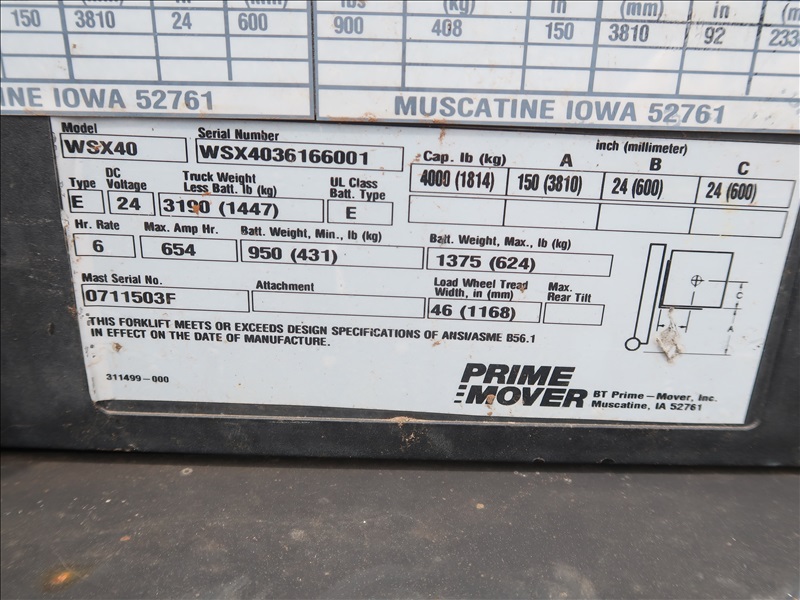 150 3810 24 600
lbs (kg) in (mm) in
900 408 150 3810 92
IOWA 52761
MUSCATINE IOWA 52761
Model Serial Number
WSX40 WSX4036166001
Type DC Voltage Truck Weight Less Batt. lb (kg) UL Class Batt. Type
E 24 3190 (1447) E
Hr. Rate Max. Amp Hr. Batt. Weight, Min., lb (kg) Batt. Weight, Max., lb (kg)
6 654 950 (431) 1375 (624)
Mast Serial No. Attachment Load Wheel Tread Width, in (mm) Max. Rear Tilt
0711503F 46 (1168)
inch (millimeter)
Cap. lb (kg) A B C
4000 (1814) 150 (3810) 24 (600) 24 (600)
C
A
THIS FORKLIFT MEETS OR EXCEEDS DESIGN SPECIFICATIONS OF ANSI/ASME B56.1
IN EFFECT ON THE DATE OF MANUFACTURE.
311499-000
PRIME
MOVER
BT Prime-Mover, Inc.
Muscatine, IA 52761